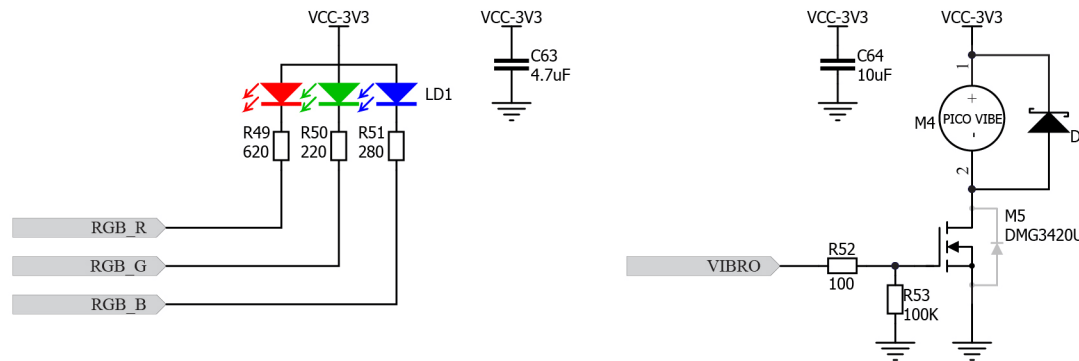 VCC-3V3
VCC-3V3
C63
4.7uF
LD1
R49
620
R50
220
R51
280
RGB_R
RGB_G
RGB_B
VCC-3V3
C64
10uF
VCC-3V3
1
+
M4
PICO VIBE
-
D
2
M5
DMG3420U
VIBRO
R52
100
R53
100K